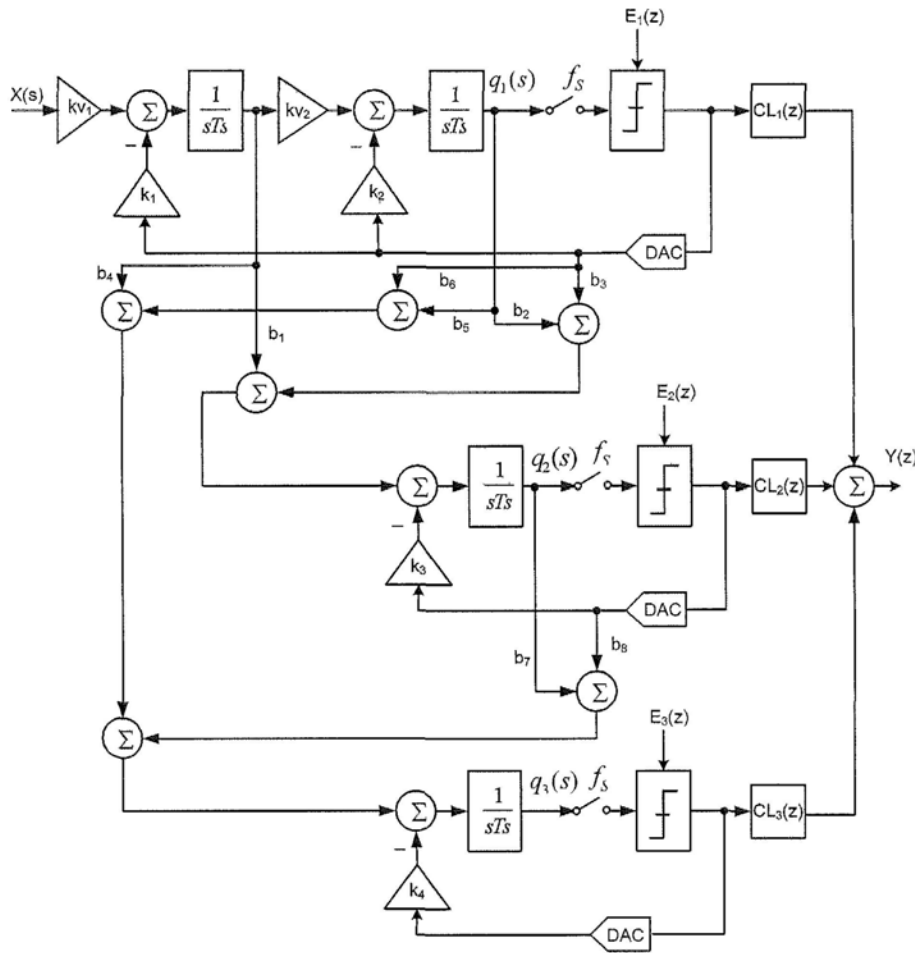 E₁(z)
X(s)
kv₁
Σ
1
sTs
kv₂
Σ
1
sTs
q₁(s)
f_S
CL₁(z)
−
k₁
−
k₂
DAC
b₄
b₆
b₃
Σ
Σ
b₅
b₂
Σ
b₁
Σ
E₂(z)
Σ
1
sTs
q₂(s)
f_S
CL₂(z)
Σ
Y(z)
−
k₃
DAC
b₇
b₈
Σ
Σ
E₃(z)
Σ
1
sTs
q₃(s)
f_S
CL₃(z)
−
k₄
DAC